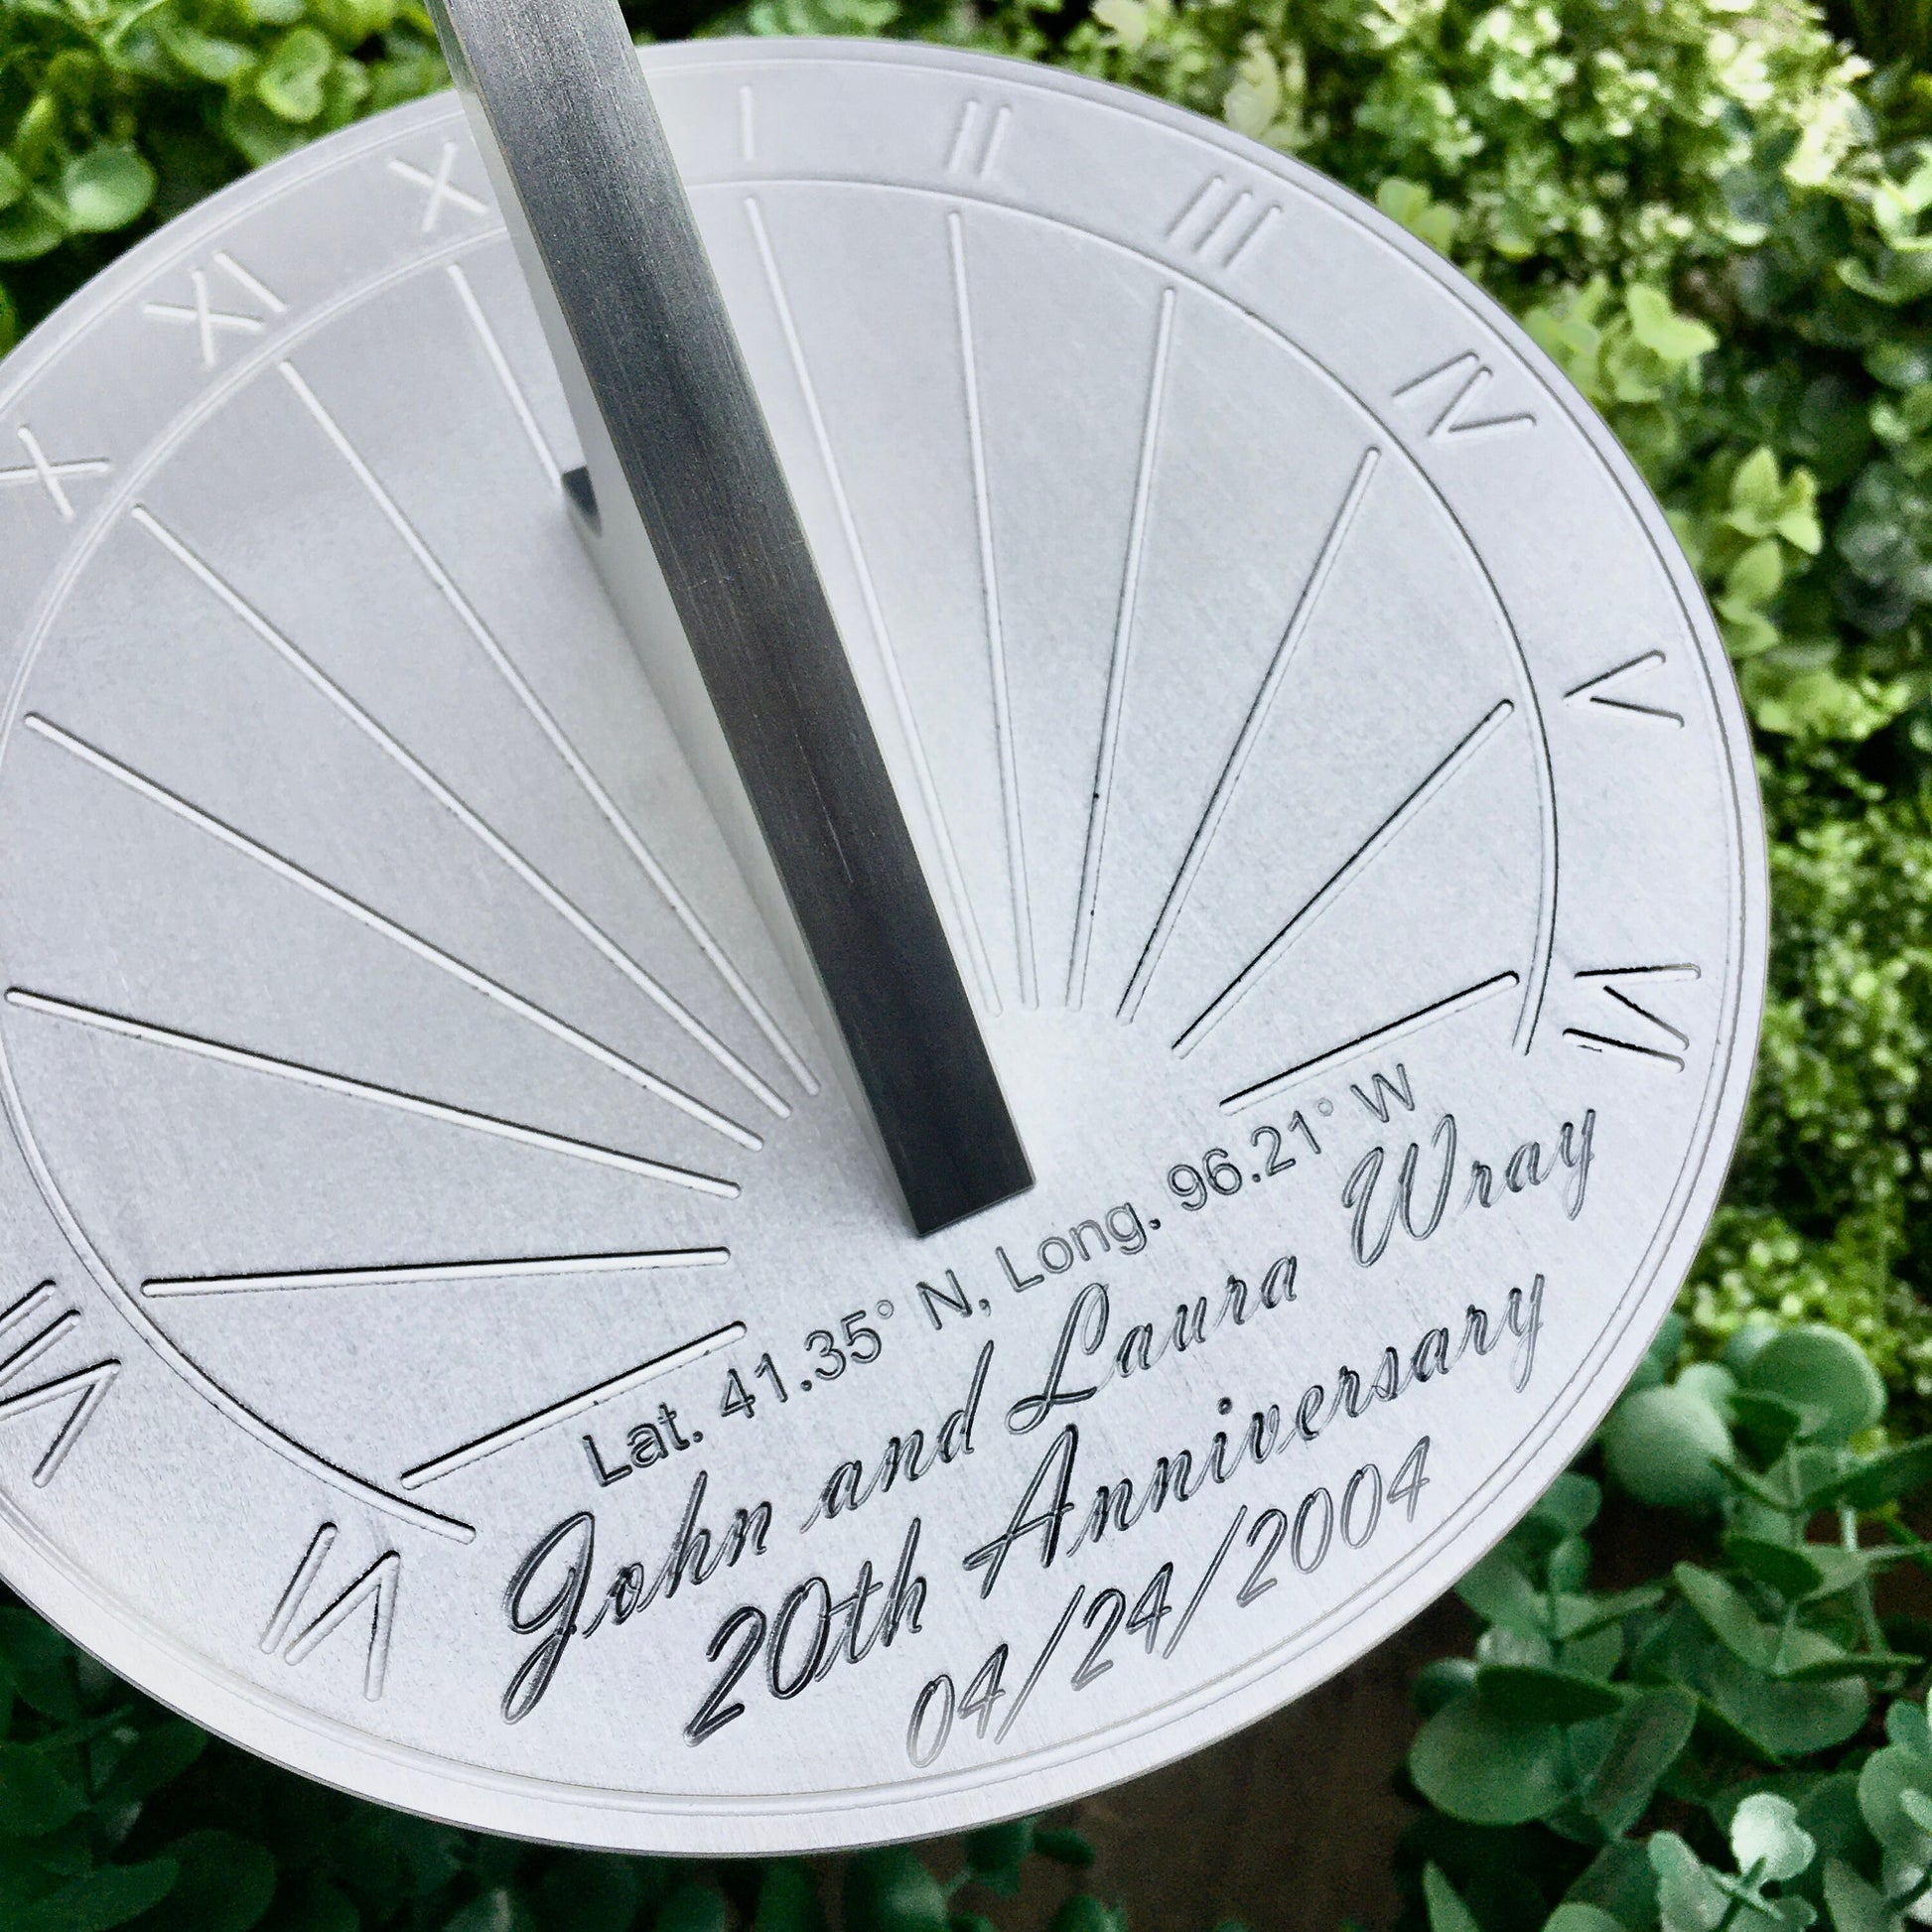 X XI X I II III IV V VI
VII VI
Lat. 41.35° N, Long. 96.21° W
John and Laura Wray
20th Anniversary
04/24/2004